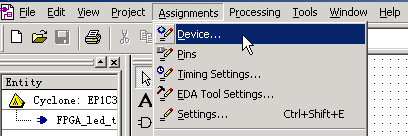 File Edit View Project Assignments Processing Tools Window Help
Device...
Pins
Timing Settings...
EDA Tool Settings...
Settings... Ctrl+Shift+E
Entity
Cyclone: EP1C3
FPGA_led_t
A